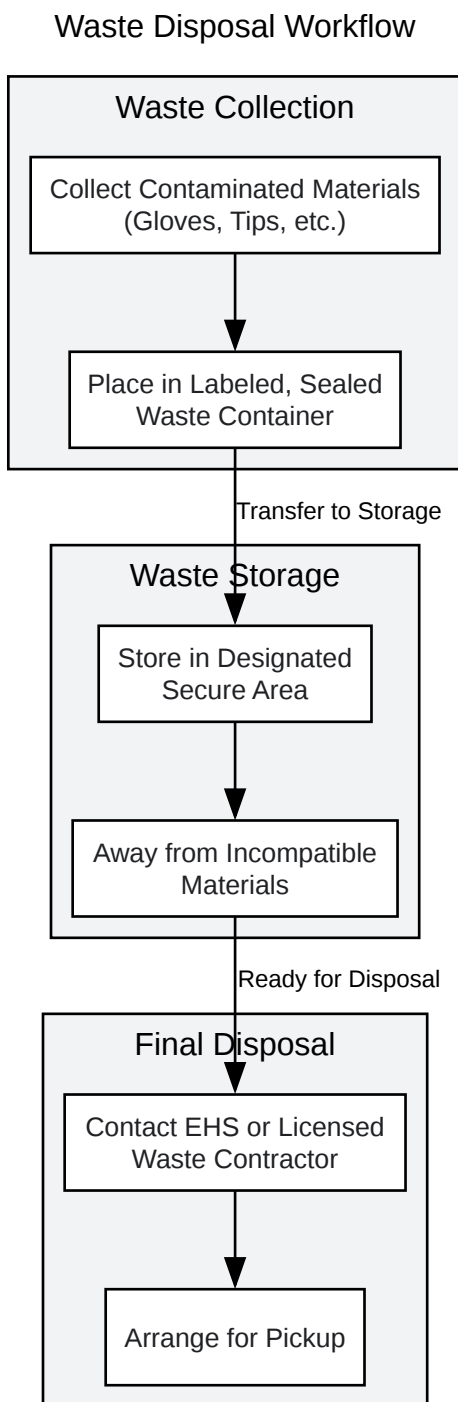 Waste Disposal Workflow
Waste Collection
Collect Contaminated Materials
(Gloves, Tips, etc.)
Place in Labeled, Sealed
Waste Container
Transfer to Storage
Waste Storage
Store in Designated
Secure Area
Away from Incompatible
Materials
Ready for Disposal
Final Disposal
Contact EHS or Licensed
Waste Contractor
Arrange for Pickup